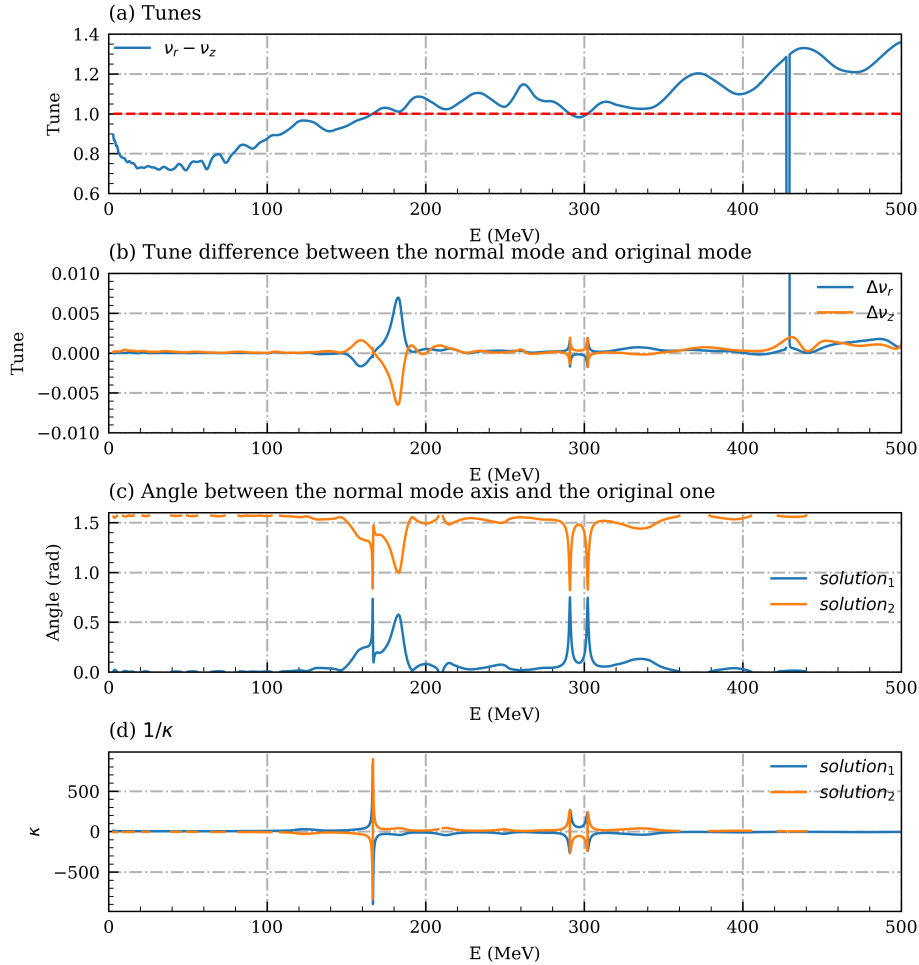 (a) Tunes
1.4
1.2
1.0
0.8
0.6
Tune
ν_r − ν_z
0 100 200 300 400 500
E (MeV)
(b) Tune difference between the normal mode and original mode
0.010
0.005
0.000
−0.005
−0.010
Tune
Δν_r
Δν_z
0 100 200 300 400 500
E (MeV)
(c) Angle between the normal mode axis and the original one
1.5
1.0
0.5
0.0
Angle (rad)
solution₁
solution₂
0 100 200 300 400 500
E (MeV)
(d) 1/κ
500
0
−500
κ
solution₁
solution₂
0 100 200 300 400 500
E (MeV)